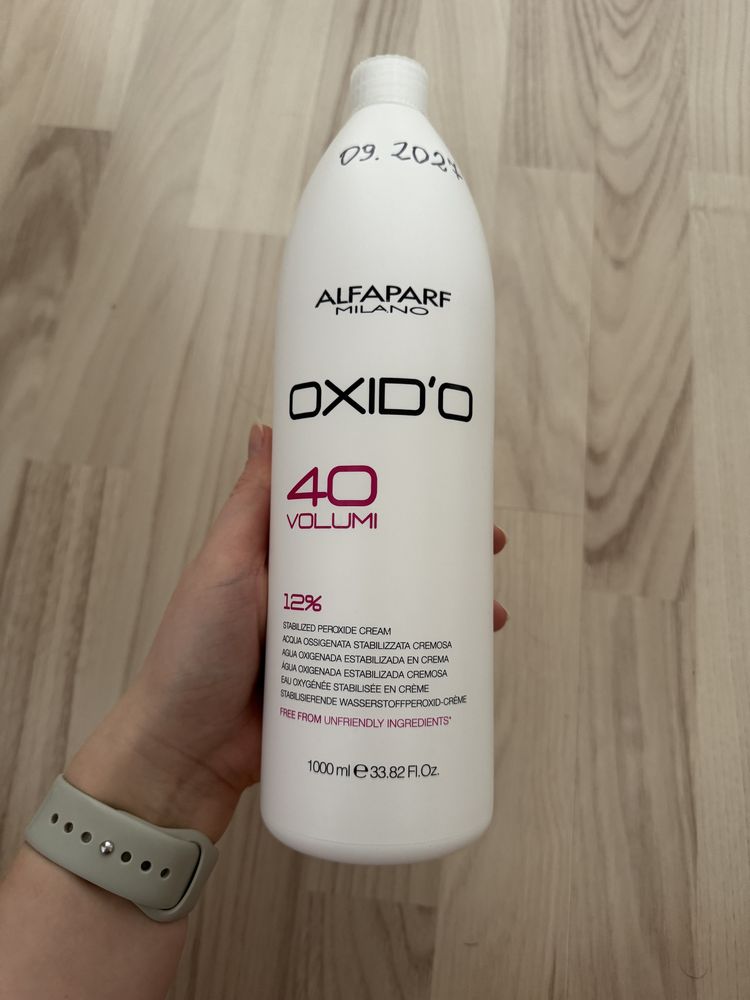 09. 2027
ALFAPARF
MILANO
OXID'O
40
VOLUMI
12%
STABILIZED PEROXIDE CREAM
ACQUA OSSIGENATA STABILIZZATA CREMOSA
AGUA OXIGENADA ESTABILIZADA EN CREMA
ÁGUA OXIGENADA ESTABILIZADA CREMOSA
EAU OXYGÉNÉE STABILISÉE EN CRÈME
STABILISIERENDE WASSERSTOFFPEROXID-CRÈME
FREE FROM UNFRIENDLY INGREDIENTS*
1000 ml ℮ 33.82 Fl.Oz.